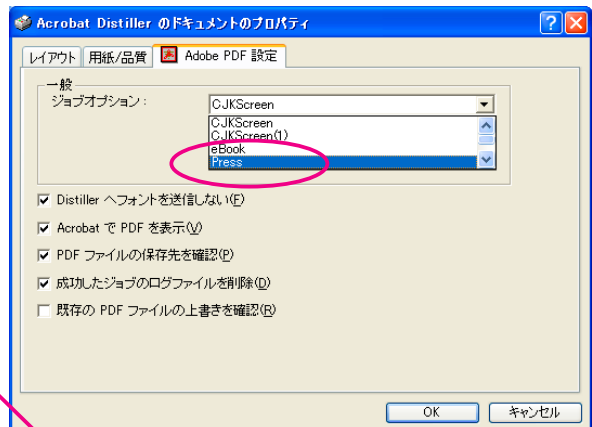 Acrobat Distiller のドキュメントのプロパティ
レイアウト 用紙/品質 Adobe PDF 設定
一般
ジョブオプション: CJKScreen
CJKScreen
CJKScreen(1)
eBook
Press
Distiller へフォントを送信しない(F)
Acrobat で PDF を表示(V)
PDF ファイルの保存先を確認(P)
成功したジョブのログファイルを削除(D)
既存の PDF ファイルの上書きを確認(R)
OK キャンセル